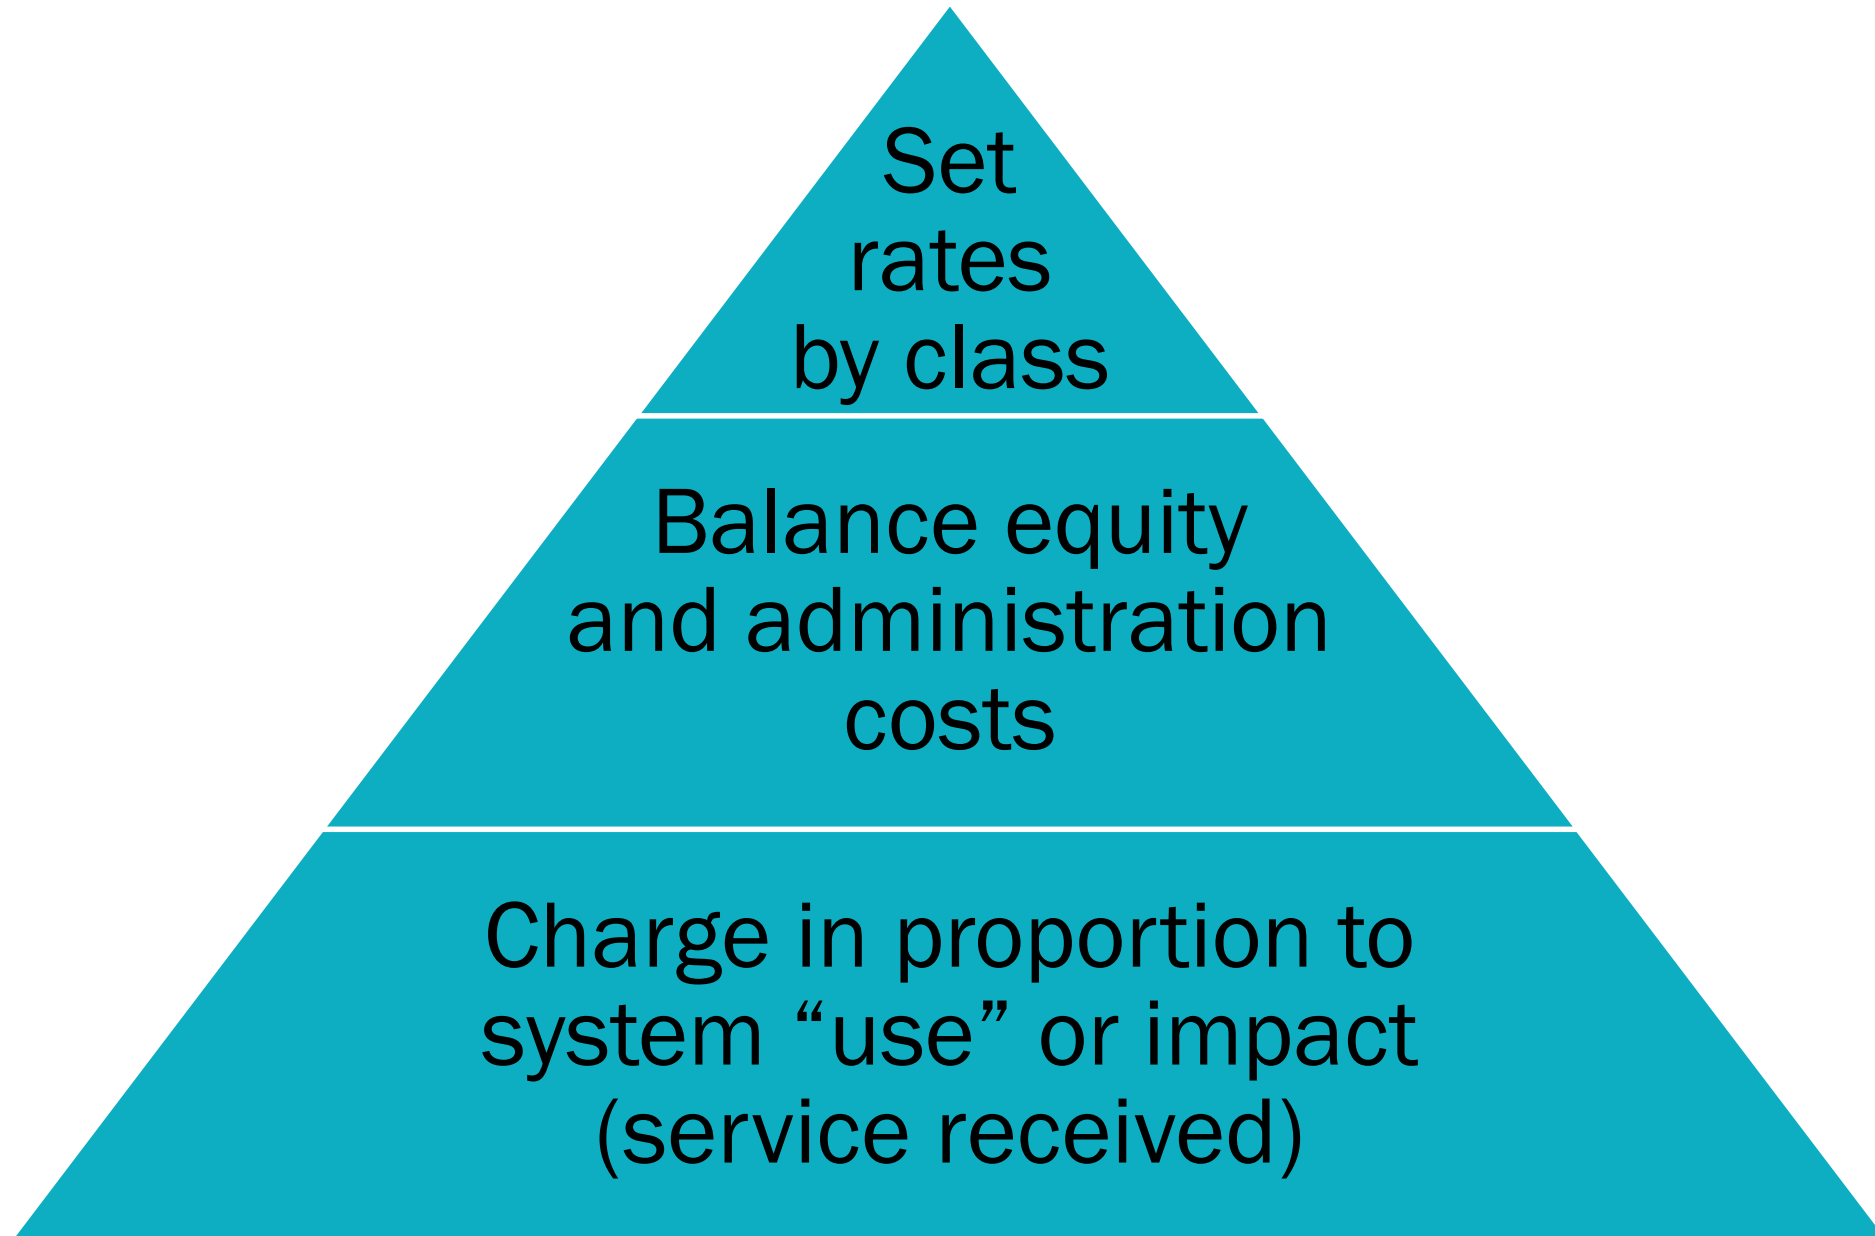 Set
rates
by class
Balance equity
and administration
costs
Charge in proportion to
system “use” or impact
(service received)